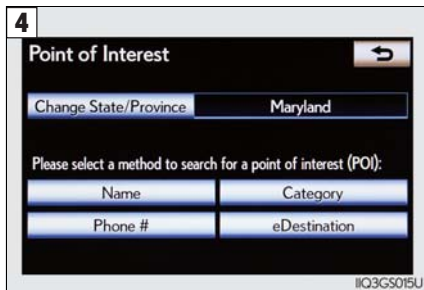 4
Point of Interest
Change State/Province Maryland
Please select a method to search for a point of interest (POI):
Name Category
Phone # eDestination
IIQ3GS015U